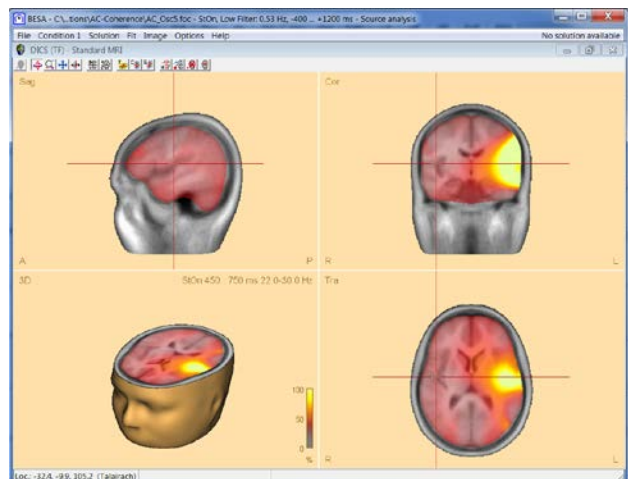 BESA - C:\...tions\AC-Coherence\AC_Osc5.foc - StOn, Low Filter: 0.53 Hz, -400 ... +1200 ms - Source analysis
File Condition 1 Solution Fit Image Options Help No solution available
DICS (TF) - Standard MRI
Sag
Cor
A
P
R
L
3D
StOn 450 .. 750 ms 22.0-30.0 Hz
Tra
100
50
0
%
R
L
Loc.: -32.4, -9.9, 105.2 (Talairach)